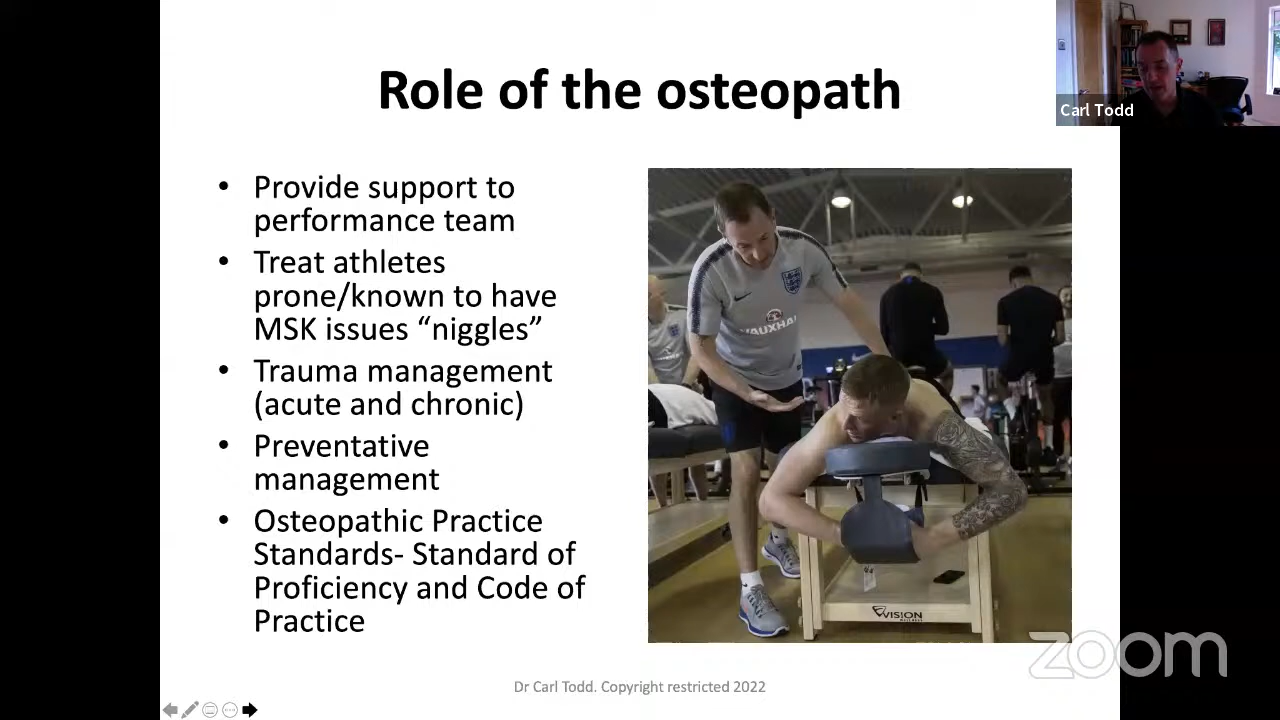 Role of the osteopath
Carl Todd
• Provide support to
performance team
• Treat athletes
prone/known to have
MSK issues “niggles”
• Trauma management
(acute and chronic)
• Preventative
management
• Osteopathic Practice
Standards- Standard of
Proficiency and Code of
Practice
VAUXHALL
VISION
zoom
Dr Carl Todd. Copyright restricted 2022